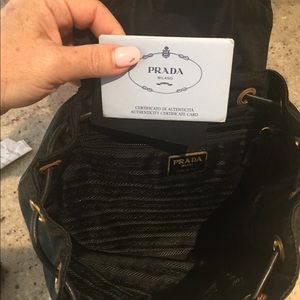 PRADA
MILANO
CERTIFICATO DI AUTENTICITÀ
AUTHENTICITY CERTIFICATE CARD
PRADA